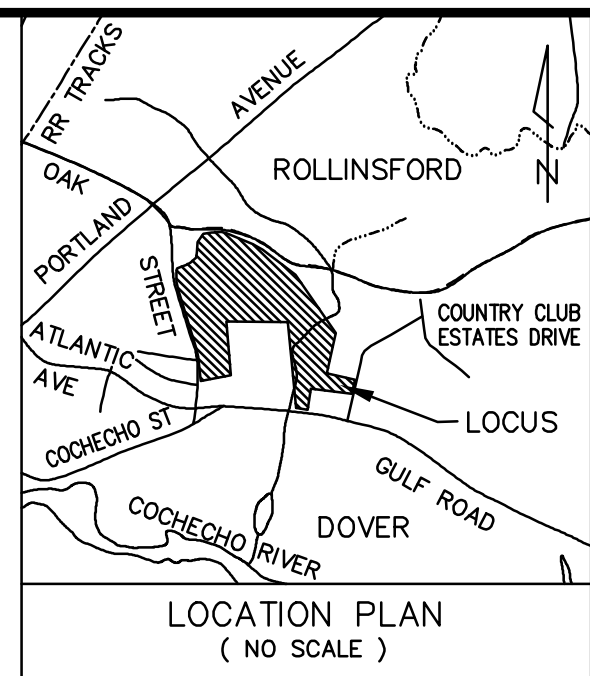 RR TRACKS
AVENUE
OAK
ROLLINSFORD
N
PORTLAND
STREET
COUNTRY CLUB
ESTATES DRIVE
ATLANTIC
AVE
LOCUS
COCHECHO ST
GULF ROAD
COCHECHO RIVER
DOVER
LOCATION PLAN
( NO SCALE )